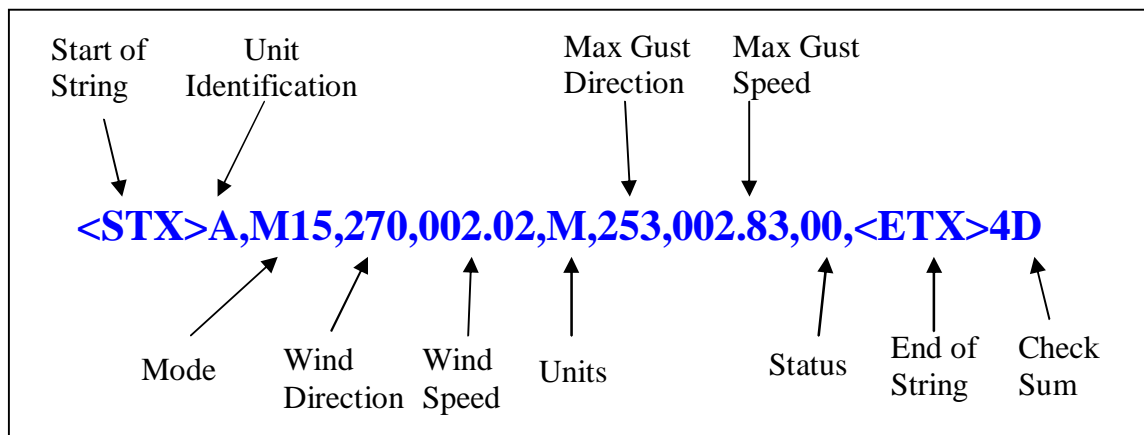 Start of
String
Unit
Identification
Max Gust
Direction
Max Gust
Speed
<STX>A,M15,270,002.02,M,253,002.83,00,<ETX>4D
Mode
Wind
Direction
Wind
Speed
Units
Status
End of
String
Check
Sum